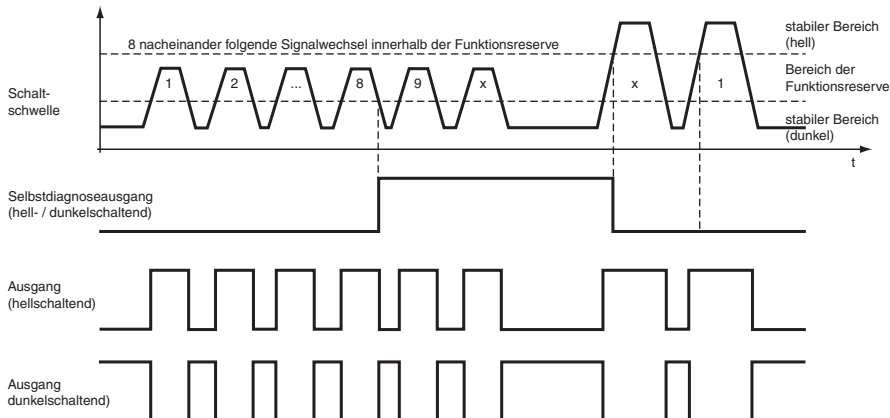 8 nacheinander folgende Signalwechsel innerhalb der Funktionsreserve
stabiler Bereich
(hell)
Bereich der
Funktionsreserve
stabiler Bereich
(dunkel)
Schalt-
schwelle
1 2 ... 8 9 x x 1
t
Selbstdiagnoseausgang
(hell- / dunkelschaltend)
Ausgang
(hellschaltend)
Ausgang
dunkelschaltend)